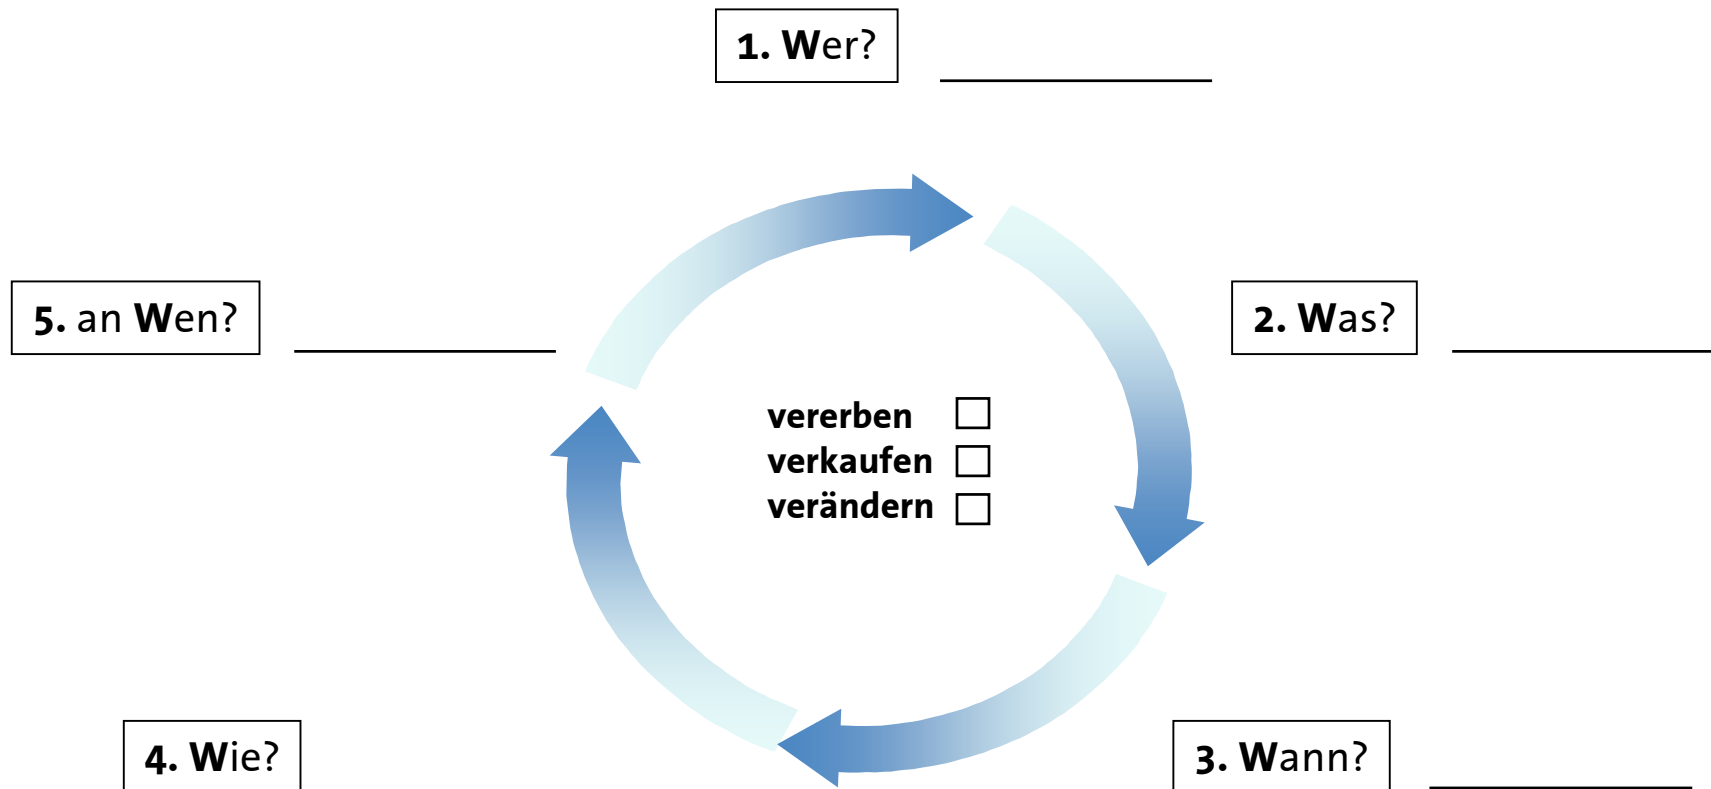 1. Wer?
2. Was?
3. Wann?
4. Wie?
5. an Wen?
vererben
verkaufen
verändern